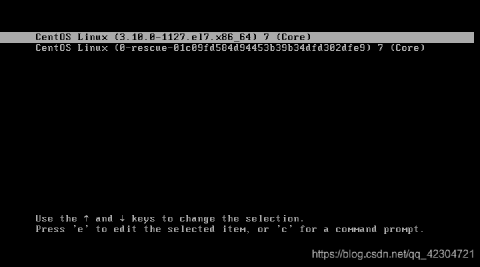 CentOS Linux (3.10.0-1127.el7.x86_64) 7 (Core)
CentOS Linux (0-rescue-01c09fd584d94453b39b34dfd302dfe9) 7 (Core)
Use the ↑ and ↓ keys to change the selection.
Press 'e' to edit the selected item, or 'c' for a command prompt.
https://blog.csdn.net/qq_42304721